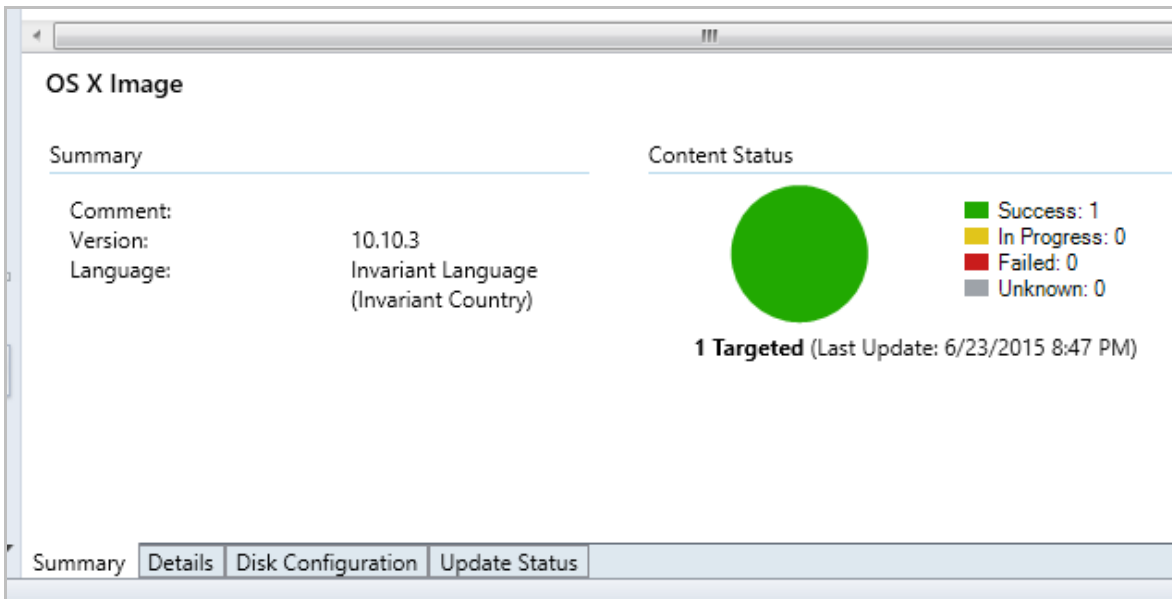 OS X Image
Summary
Comment:
Version: 10.10.3
Language: Invariant Language
(Invariant Country)
Content Status
Success: 1
In Progress: 0
Failed: 0
Unknown: 0
1 Targeted (Last Update: 6/23/2015 8:47 PM)
Summary Details Disk Configuration Update Status